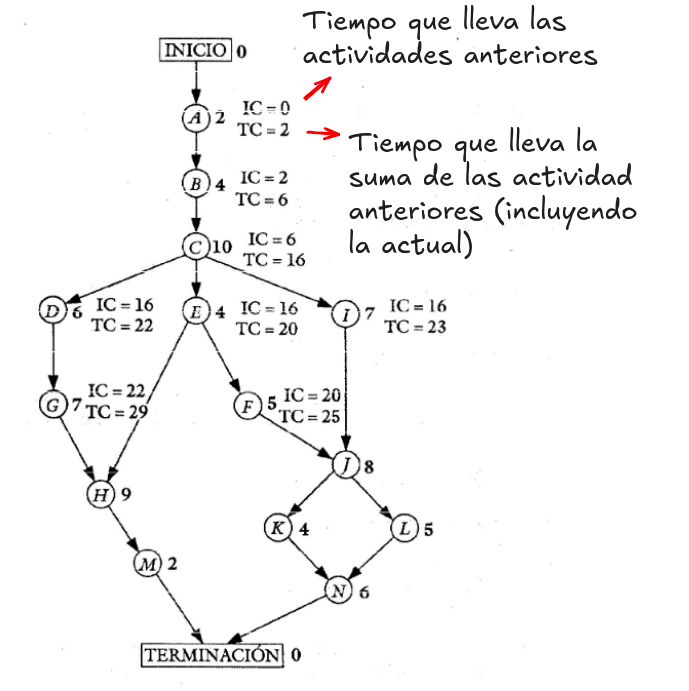 Tiempo que lleva las
actividades anteriores
INICIO 0
A 2 IC = 0
TC = 2
Tiempo que lleva la
suma de las actividad
anteriores (incluyendo
la actual)
B 4 IC = 2
TC = 6
C 10 IC = 6
TC = 16
D 6 IC = 16
TC = 22
E 4 IC = 16
TC = 20
I 7 IC = 16
TC = 23
G 7 IC = 22
TC = 29
F 5 IC = 20
TC = 25
J 8
H 9
K 4
L 5
M 2
N 6
TERMINACIÓN 0